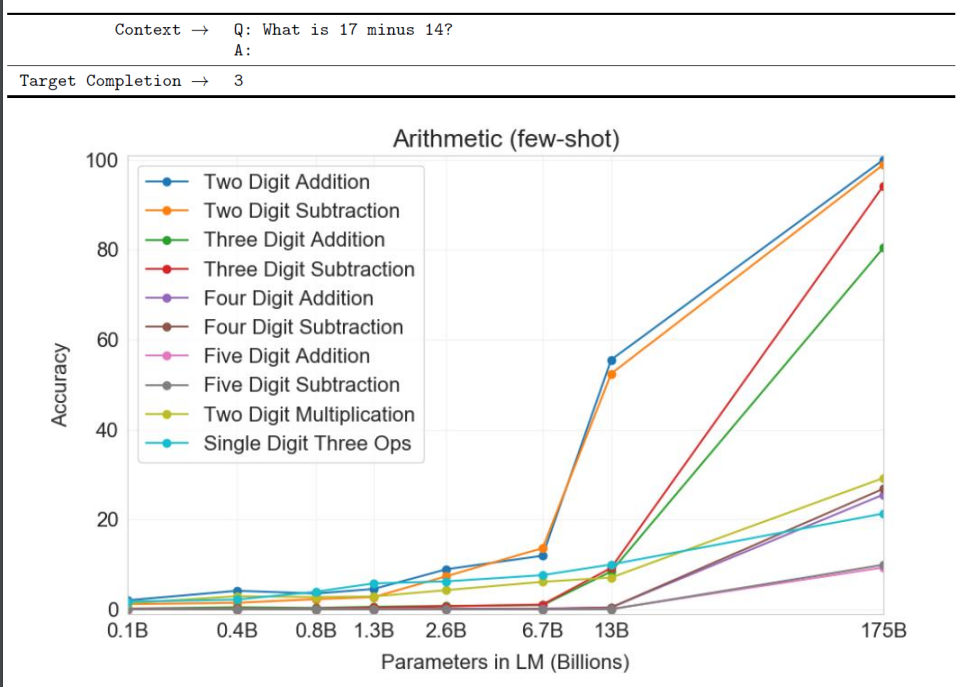 Context → Q: What is 17 minus 14?
A:
Target Completion → 3
Arithmetic (few-shot)
100
80
60
40
20
0
Accuracy
Two Digit Addition
Two Digit Subtraction
Three Digit Addition
Three Digit Subtraction
Four Digit Addition
Four Digit Subtraction
Five Digit Addition
Five Digit Subtraction
Two Digit Multiplication
Single Digit Three Ops
0.1B 0.4B 0.8B 1.3B 2.6B 6.7B 13B 175B
Parameters in LM (Billions)